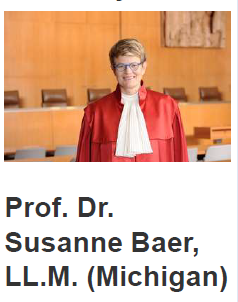 Prof. Dr.
Susanne Baer,
LL.M. (Michigan)